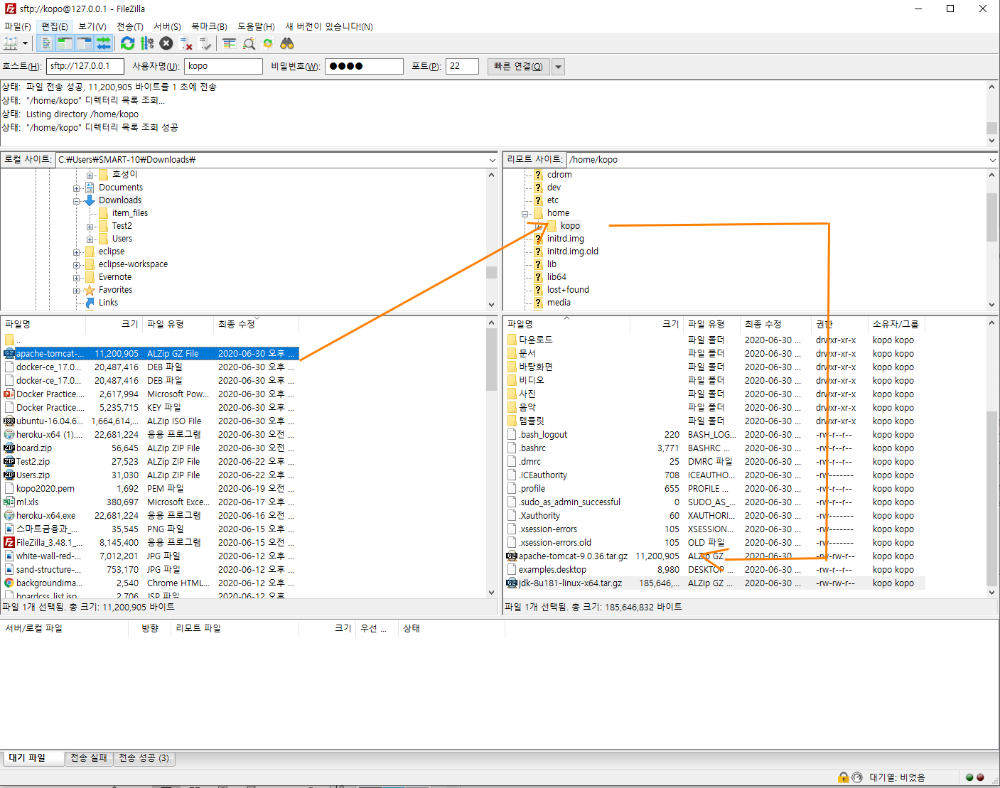 sftp://kopo@127.0.0.1 - FileZilla
파일(F) 편집(E) 보기(V) 전송(T) 서버(S) 북마크(B) 도움말(H) 새 버전이 있습니다!(N)
호스트(H): sftp://127.0.0.1 사용자명(U): kopo 비밀번호(W): ●●●● 포트(P): 22 빠른 연결(Q)
상태: 파일 전송 성공, 11,200,905 바이트를 1 초에 전송
상태: "/home/kopo" 디렉터리 목록 조회...
상태: Listing directory /home/kopo
상태: "/home/kopo" 디렉터리 목록 조회 성공
로컬 사이트: C:₩Users₩SMART-10₩Downloads₩
호성이
Documents
Downloads
item_files
Test2
Users
eclipse
eclipse-workspace
Evernote
Favorites
Links
리모트 사이트: /home/kopo
cdrom
dev
etc
home
kopo
initrd.img
initrd.img.old
lib
lib64
lost+found
media
파일명 크기 파일 유형 최종 수정
..
apache-tomcat-... 11,200,905 ALZip GZ File 2020-06-30 오후 ...
docker-ce_17.0... 20,487,416 DEB 파일 2020-06-30 오후 ...
docker-ce_17.0... 20,487,416 DEB 파일 2020-06-30 오후 ...
Docker Practice.... 2,617,994 Microsoft Pow... 2020-06-30 오후 ...
Docker Practice.... 5,235,715 KEY 파일 2020-06-30 오후 ...
ubuntu-16.04.6... 1,664,614,... ALZip ISO File 2020-06-30 오후 ...
heroku-x64 (1).... 22,681,224 응용 프로그램 2020-06-30 오전 ...
board.zip 56,645 ALZip ZIP File 2020-06-30 오전 ...
Test2.zip 27,523 ALZip ZIP File 2020-06-22 오후 ...
Users.zip 31,030 ALZip ZIP File 2020-06-22 오후 ...
kopo2020.pem 1,692 PEM 파일 2020-06-19 오전 ...
ml.xls 380,697 Microsoft Exce... 2020-06-17 오후 ...
heroku-x64.exe 22,681,224 응용 프로그램 2020-06-16 오전 ...
스마트금융과_... 35,545 PNG 파일 2020-06-15 오후 ...
FileZilla_3.48.1_... 8,145,400 응용 프로그램 2020-06-15 오전 ...
white-wall-red-... 7,012,201 JPG 파일 2020-06-12 오후 ...
sand-structure-... 753,170 JPG 파일 2020-06-12 오후 ...
backgroundima... 2,540 Chrome HTML... 2020-06-12 오후 ...
boardcss_list.jsp 2,706 JSP 파일 2020-06-12 오후 ...
파일 1개 선택됨. 총 크기: 11,200,905 바이트
파일명 크기 파일 유형 최종 수정 권한 소유자/그룹
다운로드 파일 폴더 2020-06-30 ... drwxr-xr-x kopo kopo
문서 파일 폴더 2020-06-30 ... drwxr-xr-x kopo kopo
바탕화면 파일 폴더 2020-06-30 ... drwxr-xr-x kopo kopo
비디오 파일 폴더 2020-06-30 ... drwxr-xr-x kopo kopo
사진 파일 폴더 2020-06-30 ... drwxr-xr-x kopo kopo
음악 파일 폴더 2020-06-30 ... drwxr-xr-x kopo kopo
템플릿 파일 폴더 2020-06-30 ... drwxr-xr-x kopo kopo
.bash_logout 220 BASH_LOG... 2020-06-30 ... -rw-r--r-- kopo kopo
.bashrc 3,771 BASHRC ... 2020-06-30 ... -rw-r--r-- kopo kopo
.dmrc 25 DMRC 파일 2020-06-30 ... -rw-r--r-- kopo kopo
.ICEauthority 708 ICEAUTHO... 2020-06-30 ... -rw------- kopo kopo
.profile 655 PROFILE ... 2020-06-30 ... -rw-r--r-- kopo kopo
.sudo_as_admin_successful 0 SUDO_AS_... 2020-06-30 ... -rw-r--r-- kopo kopo
.Xauthority 60 XAUTHORI... 2020-06-30 ... -rw------- kopo kopo
.xsession-errors 105 XSESSION... 2020-06-30 ... -rw------- kopo kopo
.xsession-errors.old 105 OLD 파일 2020-06-30 ... -rw------- kopo kopo
apache-tomcat-9.0.36.tar.gz 11,200,905 ALZip GZ ... 2020-06-30 ... -rw-rw-r-- kopo kopo
examples.desktop 8,980 DESKTOP ... 2020-06-30 ... -rw-r--r-- kopo kopo
jdk-8u181-linux-x64.tar.gz 185,646,... ALZip GZ ... 2020-06-30 ... -rw-rw-r-- kopo kopo
파일 1개 선택됨. 총 크기: 185,646,832 바이트
서버/로컬 파일 방향 리모트 파일 크기 우선 ... 상태
대기 파일 전송 실패 전송 성공 (3)
대기열: 비었음